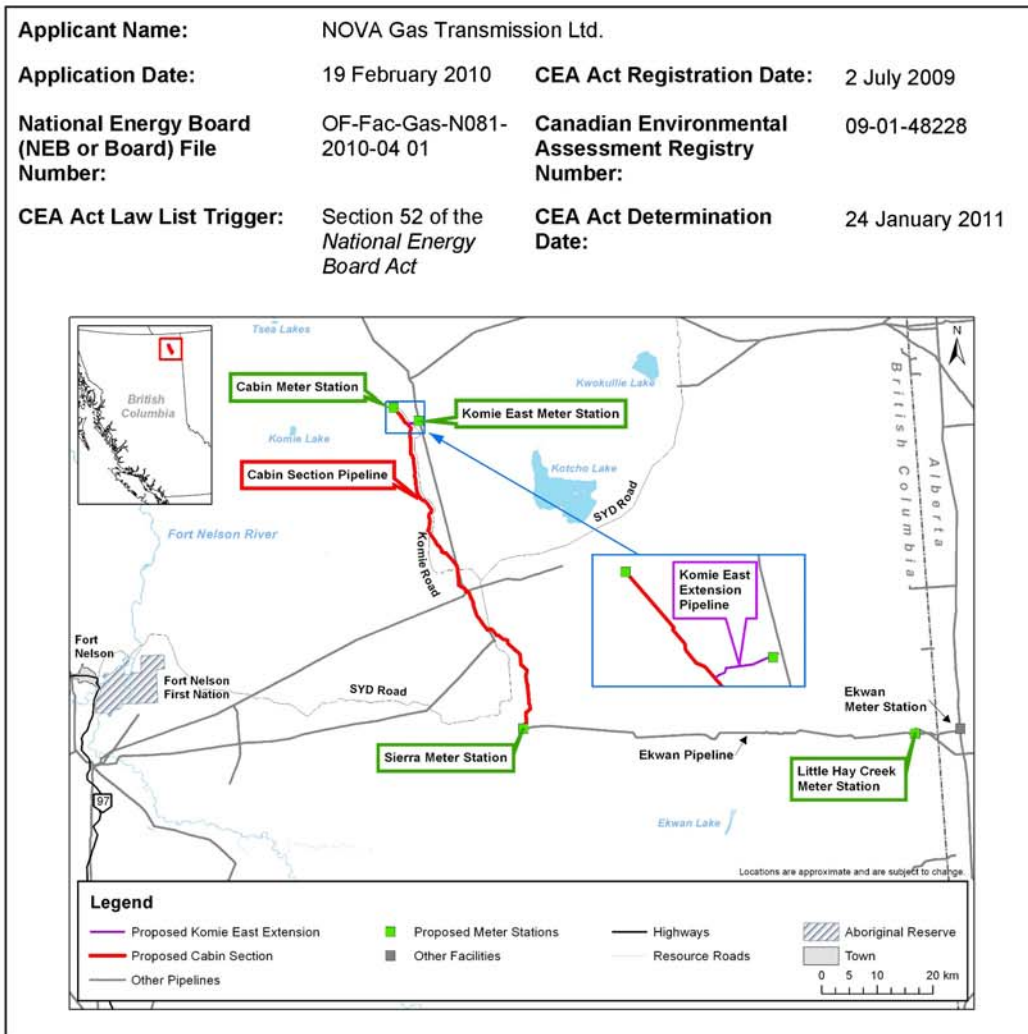 Applicant Name: NOVA Gas Transmission Ltd.
Application Date: 19 February 2010 CEA Act Registration Date: 2 July 2009
National Energy Board OF-Fac-Gas-N081- Canadian Environmental 09-01-48228
(NEB or Board) File 2010-04 01 Assessment Registry
Number: Number:
CEA Act Law List Trigger: Section 52 of the CEA Act Determination 24 January 2011
National Energy Date:
Board Act
Tsea Lakes
N
British
Columbia
Cabin Meter Station
Kwokullie Lake
Komie East Meter Station
Komie Lake
Cabin Section Pipeline
Kotcho Lake
SYD Road
British Columbia
Alberta
Fort Nelson River
Komie Road
Komie East
Extension
Pipeline
Fort
Nelson
Fort Nelson
First Nation
SYD Road
Ekwan
Meter Station
Sierra Meter Station
Ekwan Pipeline
Little Hay Creek
Meter Station
97
Ekwan Lake
Locations are approximate and are subject to change.
Legend
Proposed Komie East Extension
Proposed Meter Stations
Highways
Aboriginal Reserve
Proposed Cabin Section
Other Facilities
Resource Roads
Town
Other Pipelines
0 5 10 20 km